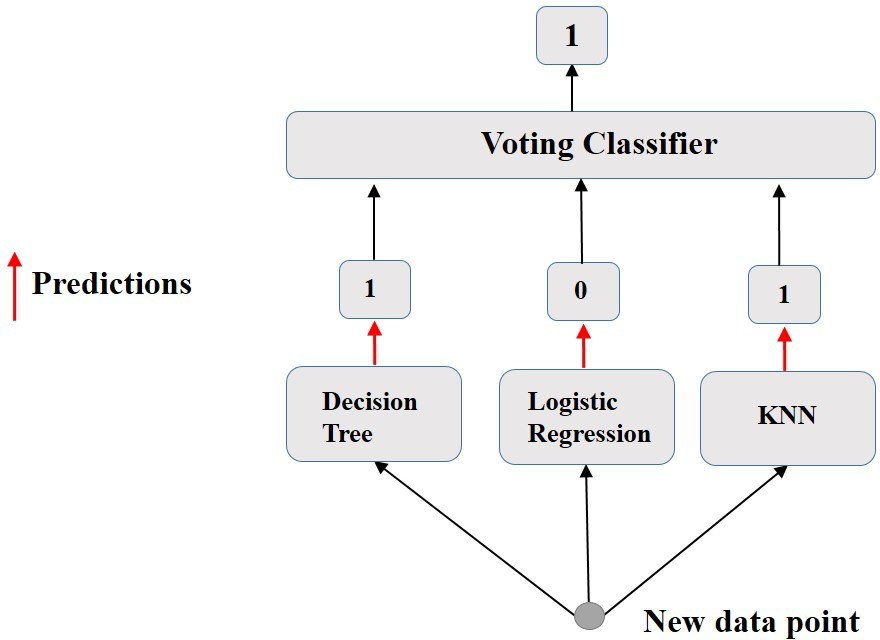 1
Voting Classifier
Predictions
1
0
1
Decision
Tree
Logistic
Regression
KNN
New data point